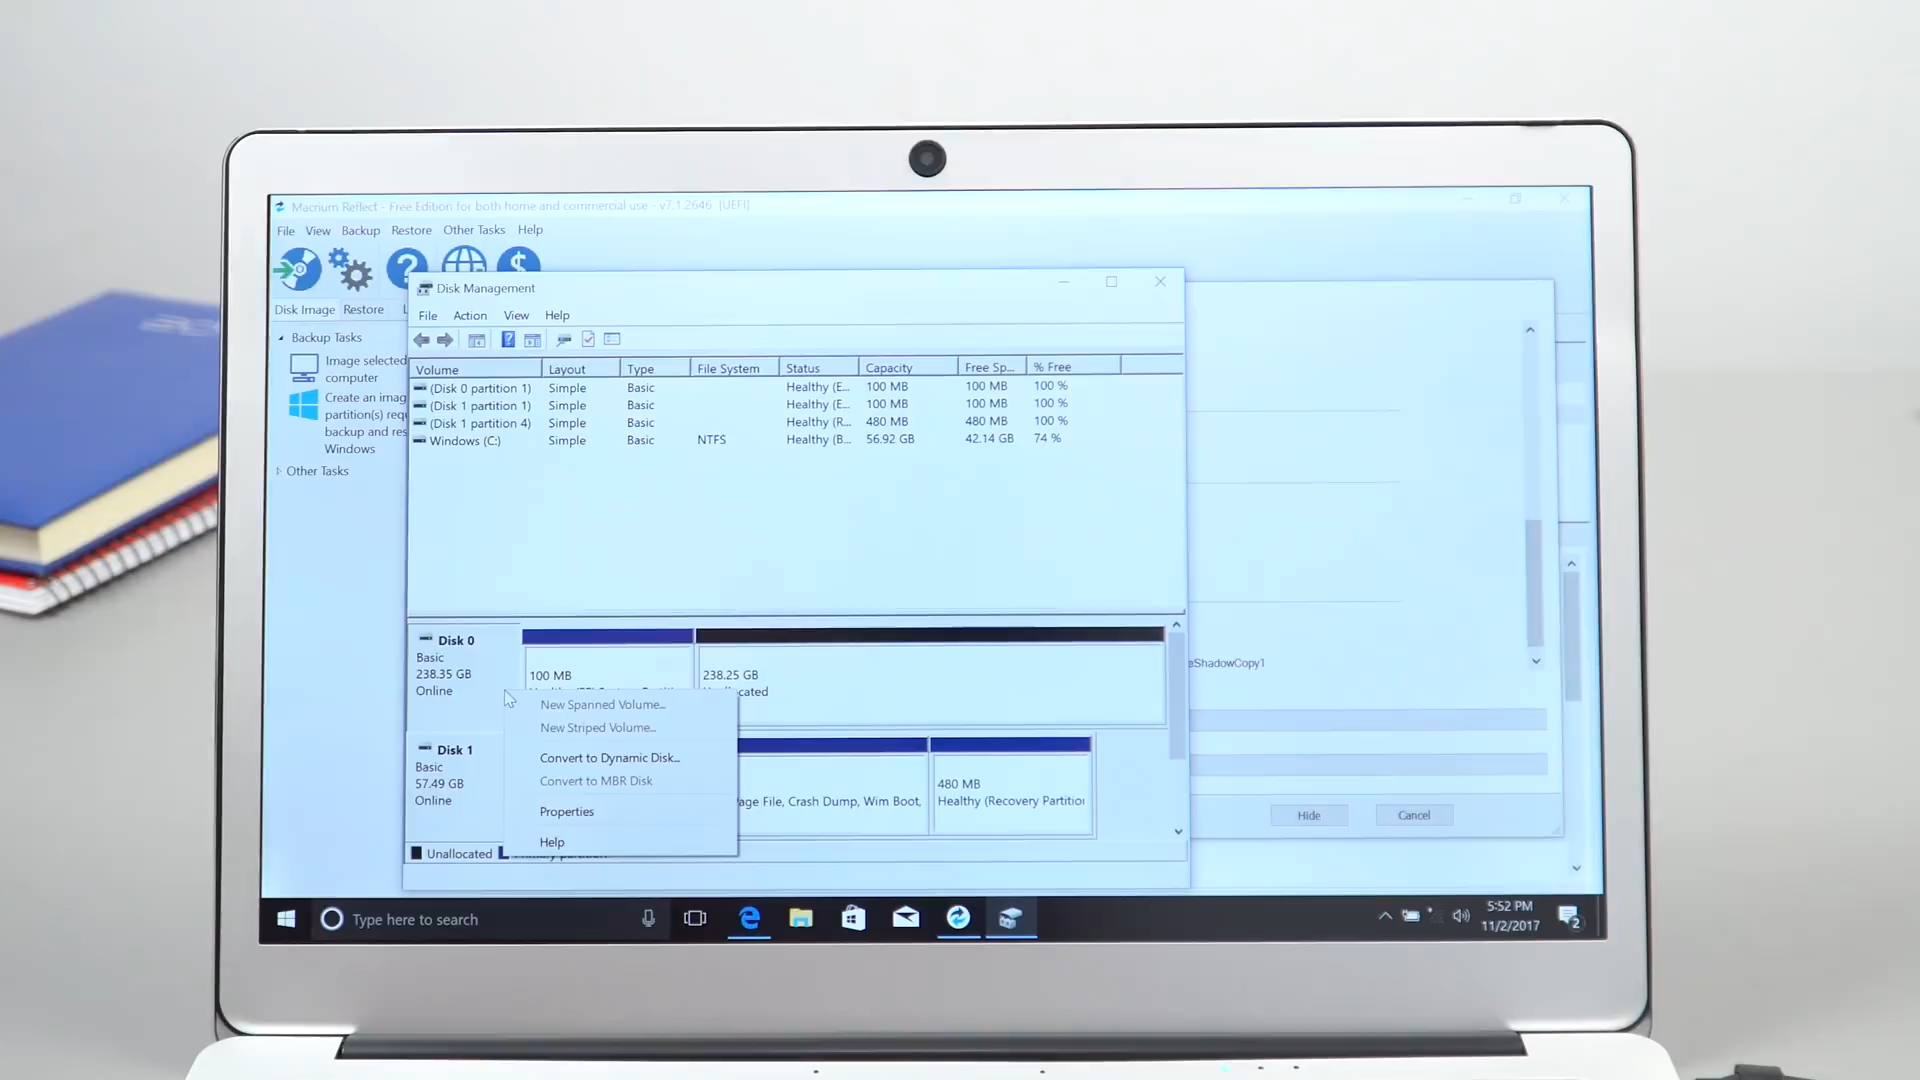 Macrium Reflect - Free Edition for both home and commercial use - v7.1.2646 [UEFI]
File View Backup Restore Other Tasks Help
Disk Image Restore
Backup Tasks
Image selected
computer
Create an imag
partition(s) requ
backup and res
Windows
Other Tasks
Disk Management
File Action View Help
Volume Layout Type File System Status Capacity Free Sp... % Free
(Disk 0 partition 1) Simple Basic Healthy (E... 100 MB 100 MB 100 %
(Disk 1 partition 1) Simple Basic Healthy (E... 100 MB 100 MB 100 %
(Disk 1 partition 4) Simple Basic Healthy (R... 480 MB 480 MB 100 %
Windows (C:) Simple Basic NTFS Healthy (B... 56.92 GB 42.14 GB 74 %
Disk 0
Basic
238.35 GB
Online
100 MB
238.25 GB
Disk 1
Basic
57.49 GB
Online
age File, Crash Dump, Wim Boot,
480 MB
Healthy (Recovery Partition
New Spanned Volume...
New Striped Volume...
Convert to Dynamic Disk...
Convert to MBR Disk
Properties
Help
Unallocated
eShadowCopy1
Hide Cancel
Type here to search
5:52 PM
11/2/2017
2